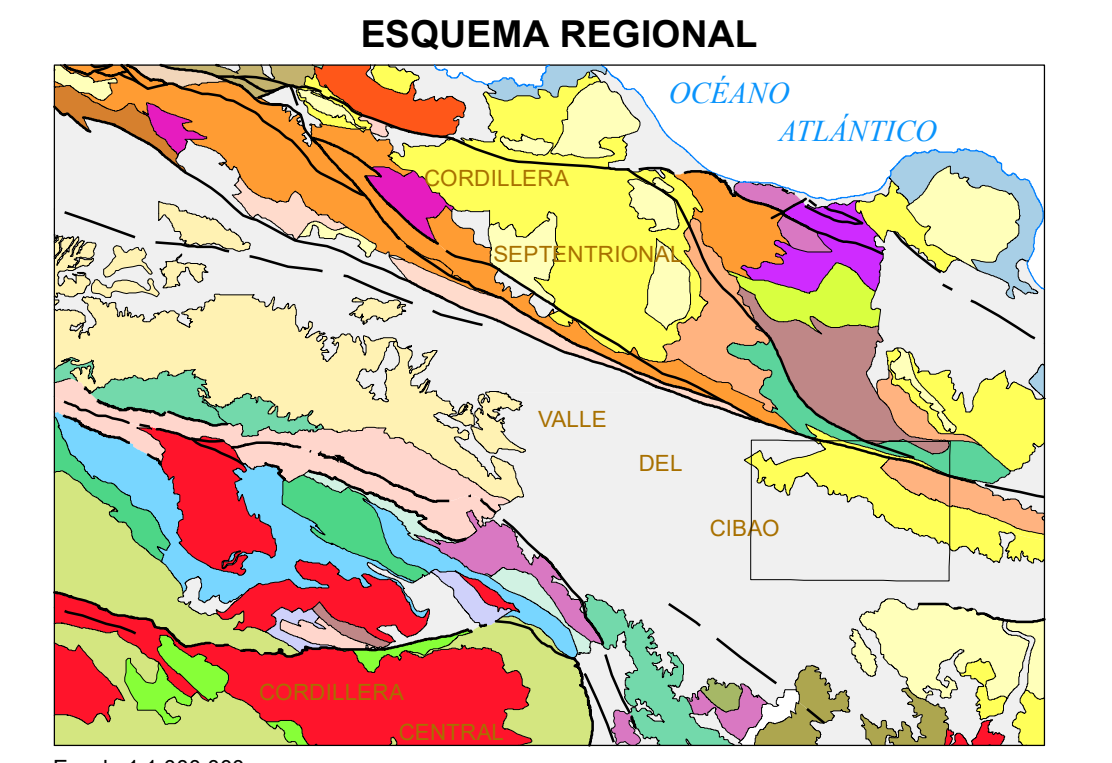 ESQUEMA REGIONAL
OCÉANO
ATLÁNTICO
CORDILLERA
SEPTENTRIONAL
VALLE
DEL
CIBAO
CORDILLERA
CENTRAL